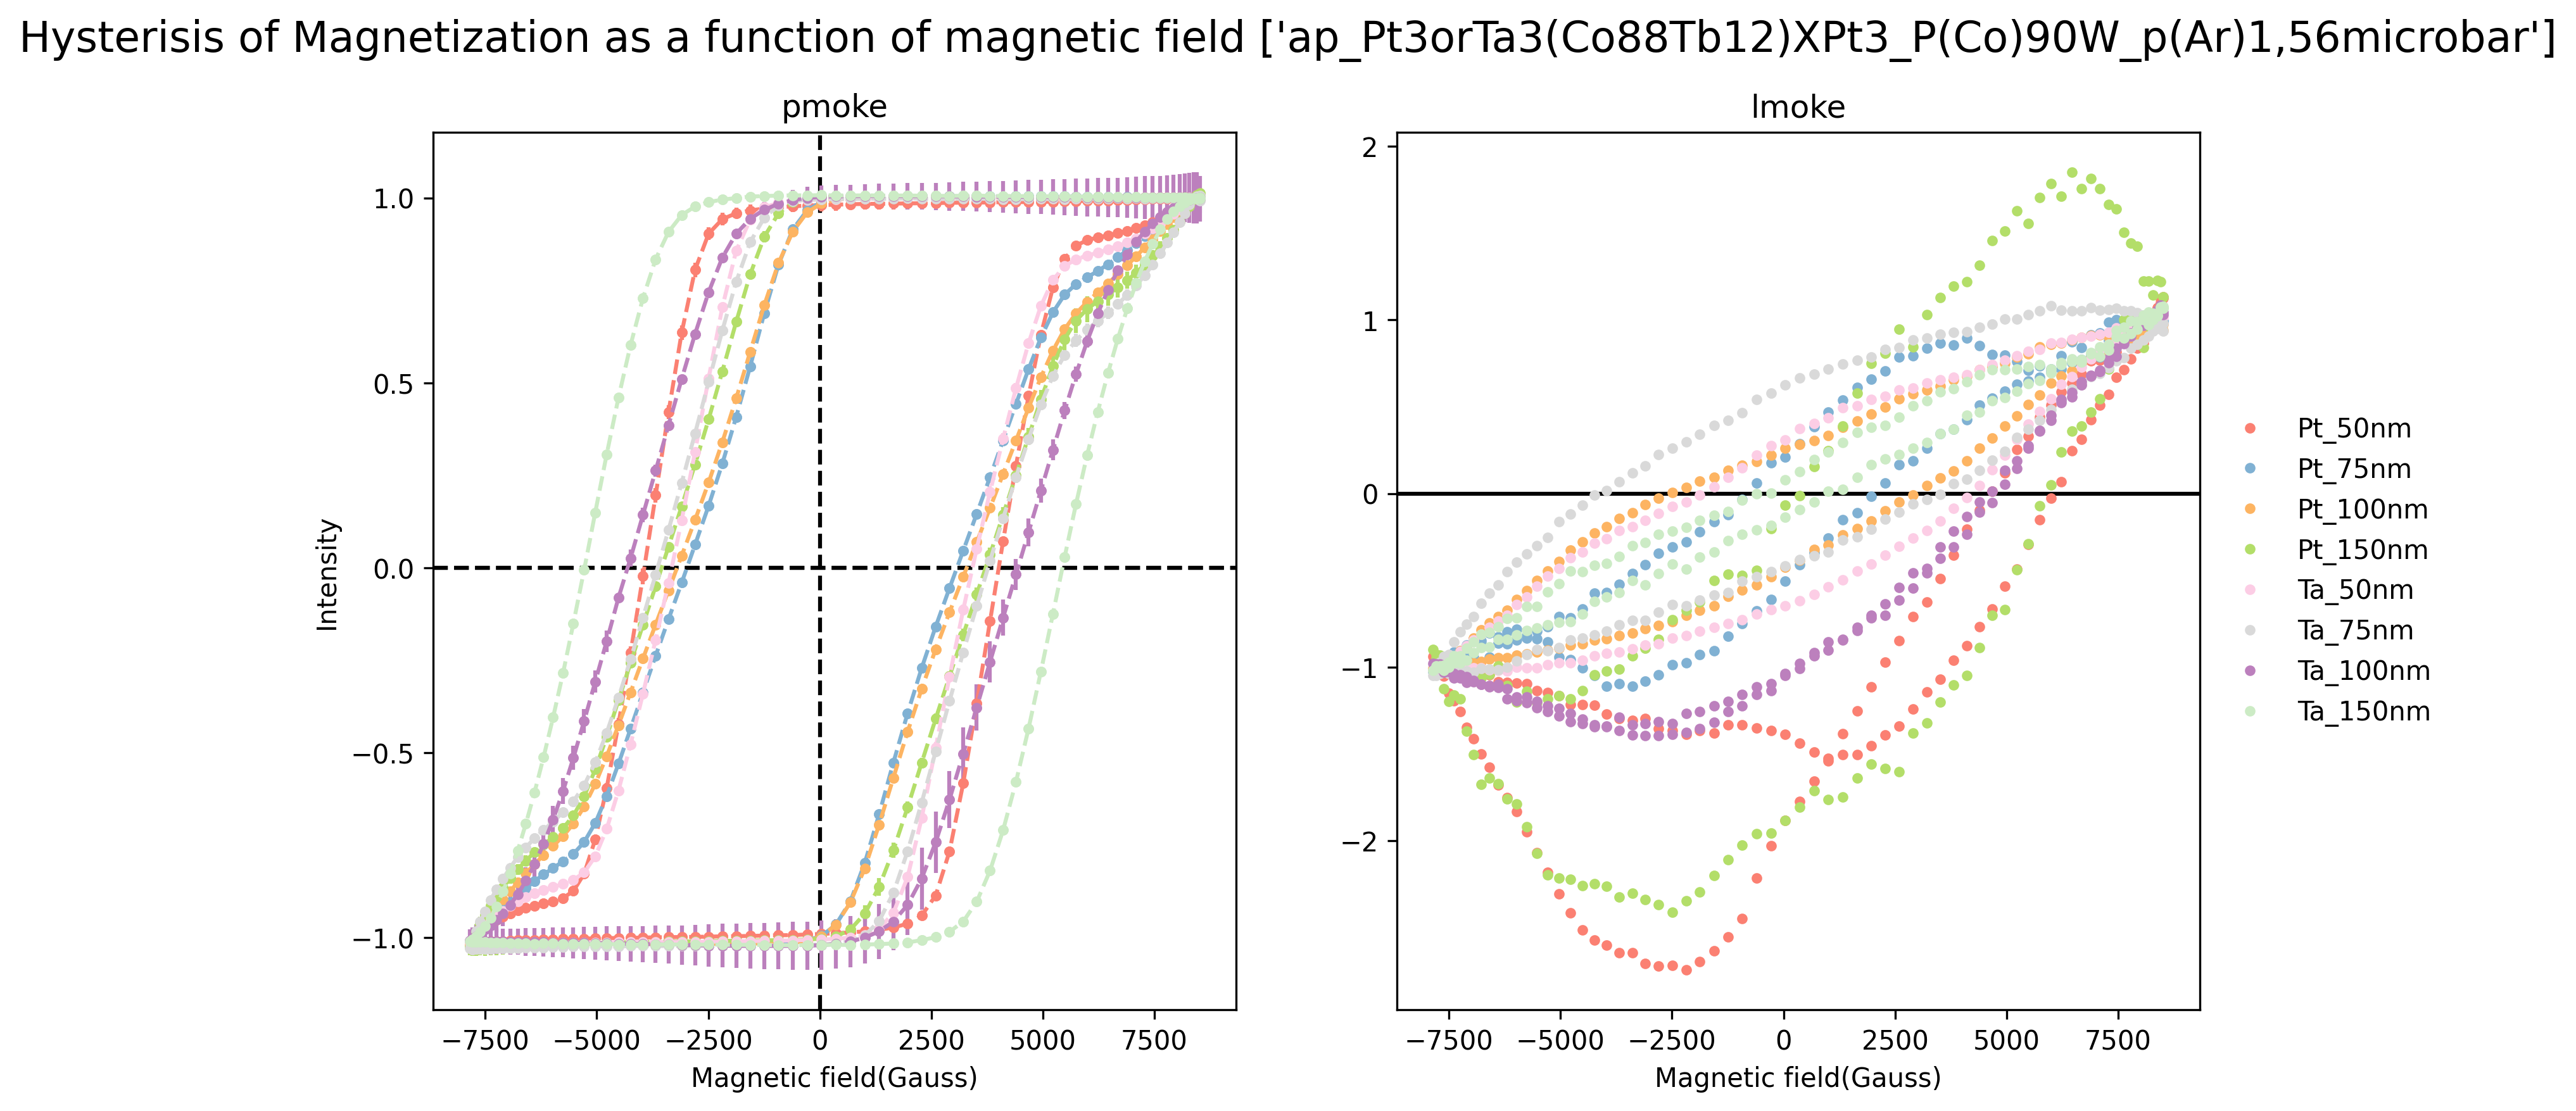 Hysterisis of Magnetization as a function of magnetic field ['ap_Pt3orTa3(Co88Tb12)XPt3_P(Co)90W_p(Ar)1,56microbar']
pmoke
1.0
0.5
0.0
−0.5
−1.0
Intensity
−7500 −5000 −2500 0 2500 5000 7500
Magnetic field(Gauss)
lmoke
2
1
0
−1
−2
−7500 −5000 −2500 0 2500 5000 7500
Magnetic field(Gauss)
Pt_50nm
Pt_75nm
Pt_100nm
Pt_150nm
Ta_50nm
Ta_75nm
Ta_100nm
Ta_150nm